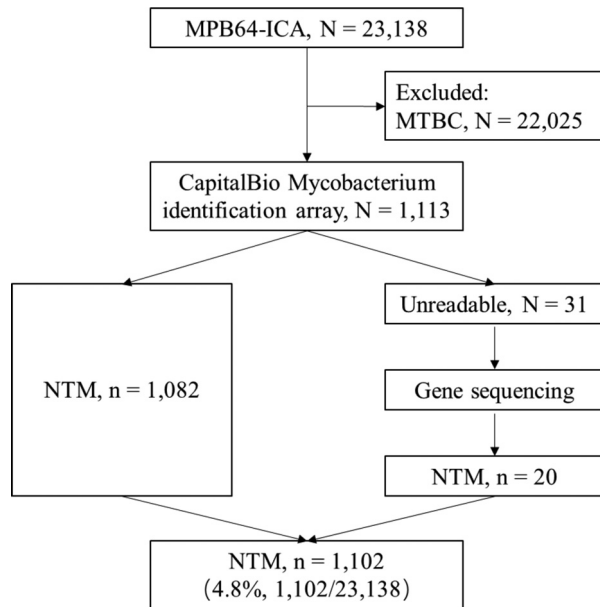 MPB64-ICA, N = 23,138
Excluded:
MTBC, N = 22,025
CapitalBio Mycobacterium
identification array, N = 1,113
Unreadable, N = 31
NTM, n = 1,082
Gene sequencing
NTM, n = 20
NTM, n = 1,102
(4.8%, 1,102/23,138)